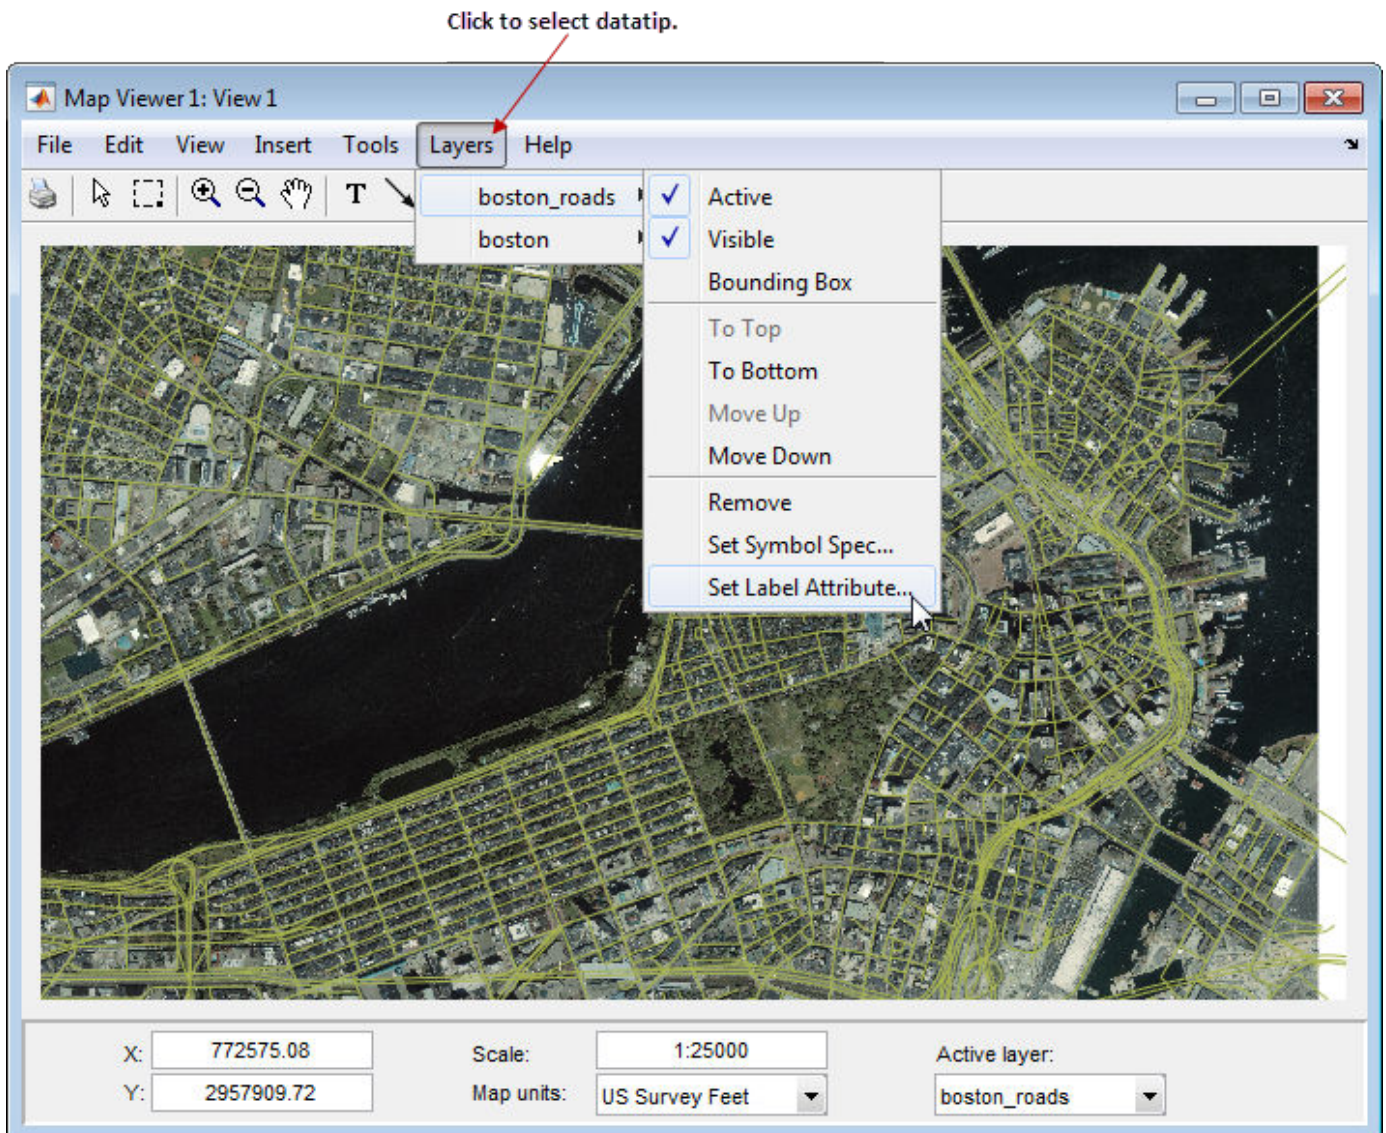 Click to select datatip.
Map Viewer 1: View 1
File Edit View Insert Tools Layers Help
T
boston_roads
boston
Active
Visible
Bounding Box
To Top
To Bottom
Move Up
Move Down
Remove
Set Symbol Spec...
Set Label Attribute...
X: 772575.08 Scale: 1:25000 Active layer:
Y: 2957909.72 Map units: US Survey Feet boston_roads